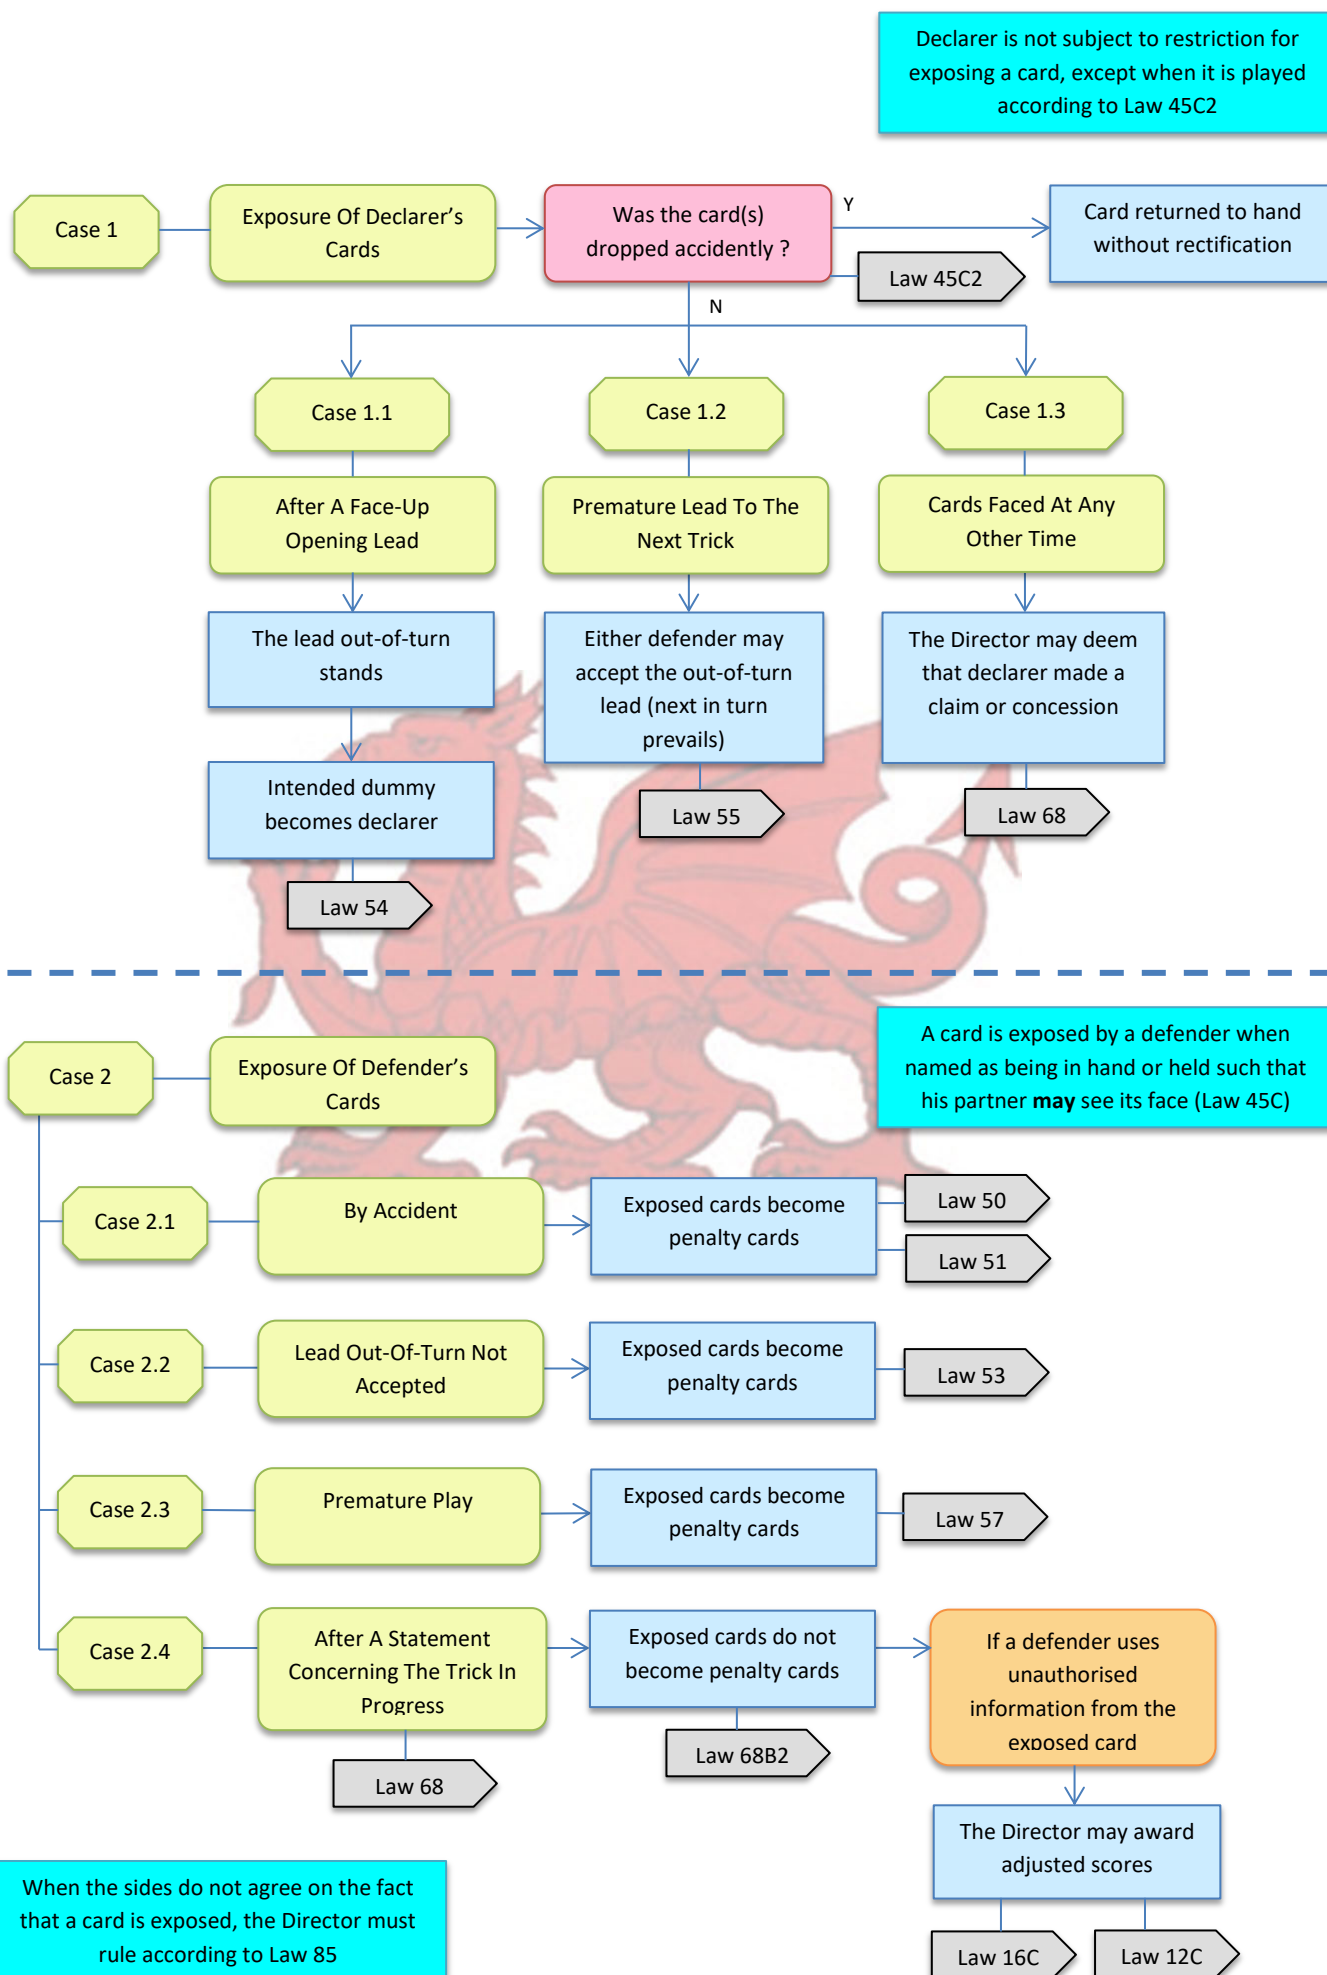 Declarer is not subject to restriction for
exposing a card, except when it is played
according to Law 45C2
Case 1
Exposure Of Declarer’s
Cards
Was the card(s)
dropped accidently ?
Y
Card returned to hand
without rectification
Law 45C2
N
Case 1.1
Case 1.2
Case 1.3
After A Face-Up
Opening Lead
Premature Lead To The
Next Trick
Cards Faced At Any
Other Time
The lead out-of-turn
stands
Either defender may
accept the out-of-turn
lead (next in turn
prevails)
The Director may deem
that declarer made a
claim or concession
Intended dummy
becomes declarer
Law 55
Law 68
Law 54
Case 2
Exposure Of Defender’s
Cards
A card is exposed by a defender when
named as being in hand or held such that
his partner may see its face (Law 45C)
Case 2.1
By Accident
Exposed cards become
penalty cards
Law 50
Law 51
Case 2.2
Lead Out-Of-Turn Not
Accepted
Exposed cards become
penalty cards
Law 53
Case 2.3
Premature Play
Exposed cards become
penalty cards
Law 57
Case 2.4
After A Statement
Concerning The Trick In
Progress
Exposed cards do not
become penalty cards
If a defender uses
unauthorised
information from the
exposed card
Law 68
Law 68B2
The Director may award
adjusted scores
When the sides do not agree on the fact
that a card is exposed, the Director must
rule according to Law 85
Law 16C
Law 12C